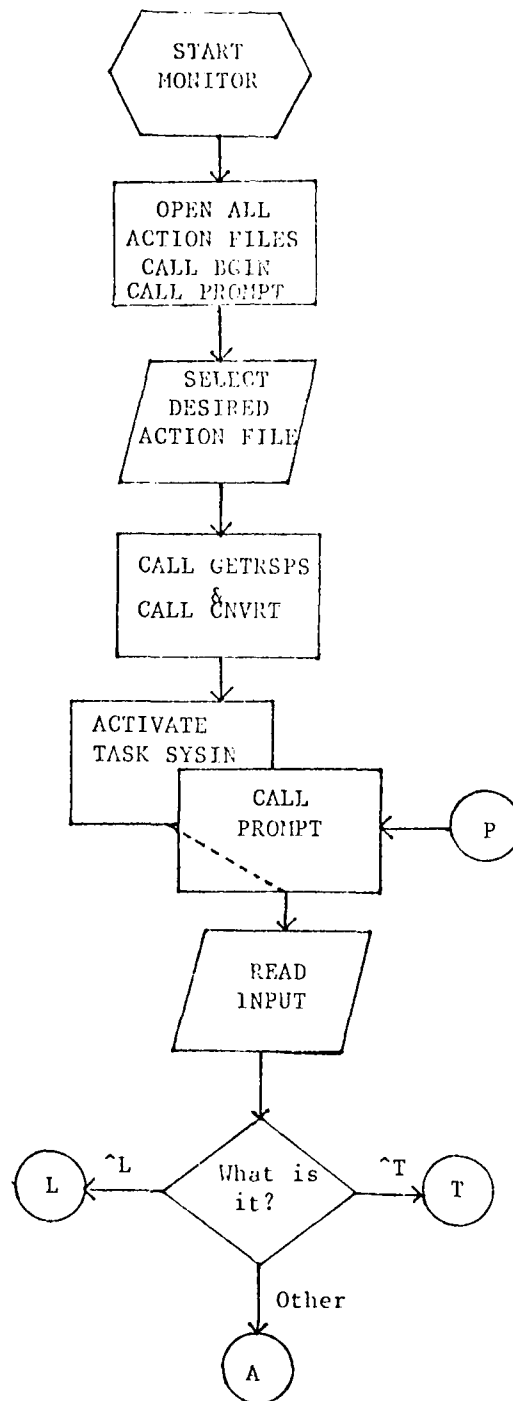 START
MONITOR
OPEN ALL
ACTION FILES
CALL BGIN
CALL PROMPT
SELECT
DESIRED
ACTION FILE
CALL GETRSPS
&
CALL CNVRT
ACTIVATE
TASK SYSIN
CALL
PROMPT
P
READ
INPUT
^L
^T
L
What is
it?
T
Other
A